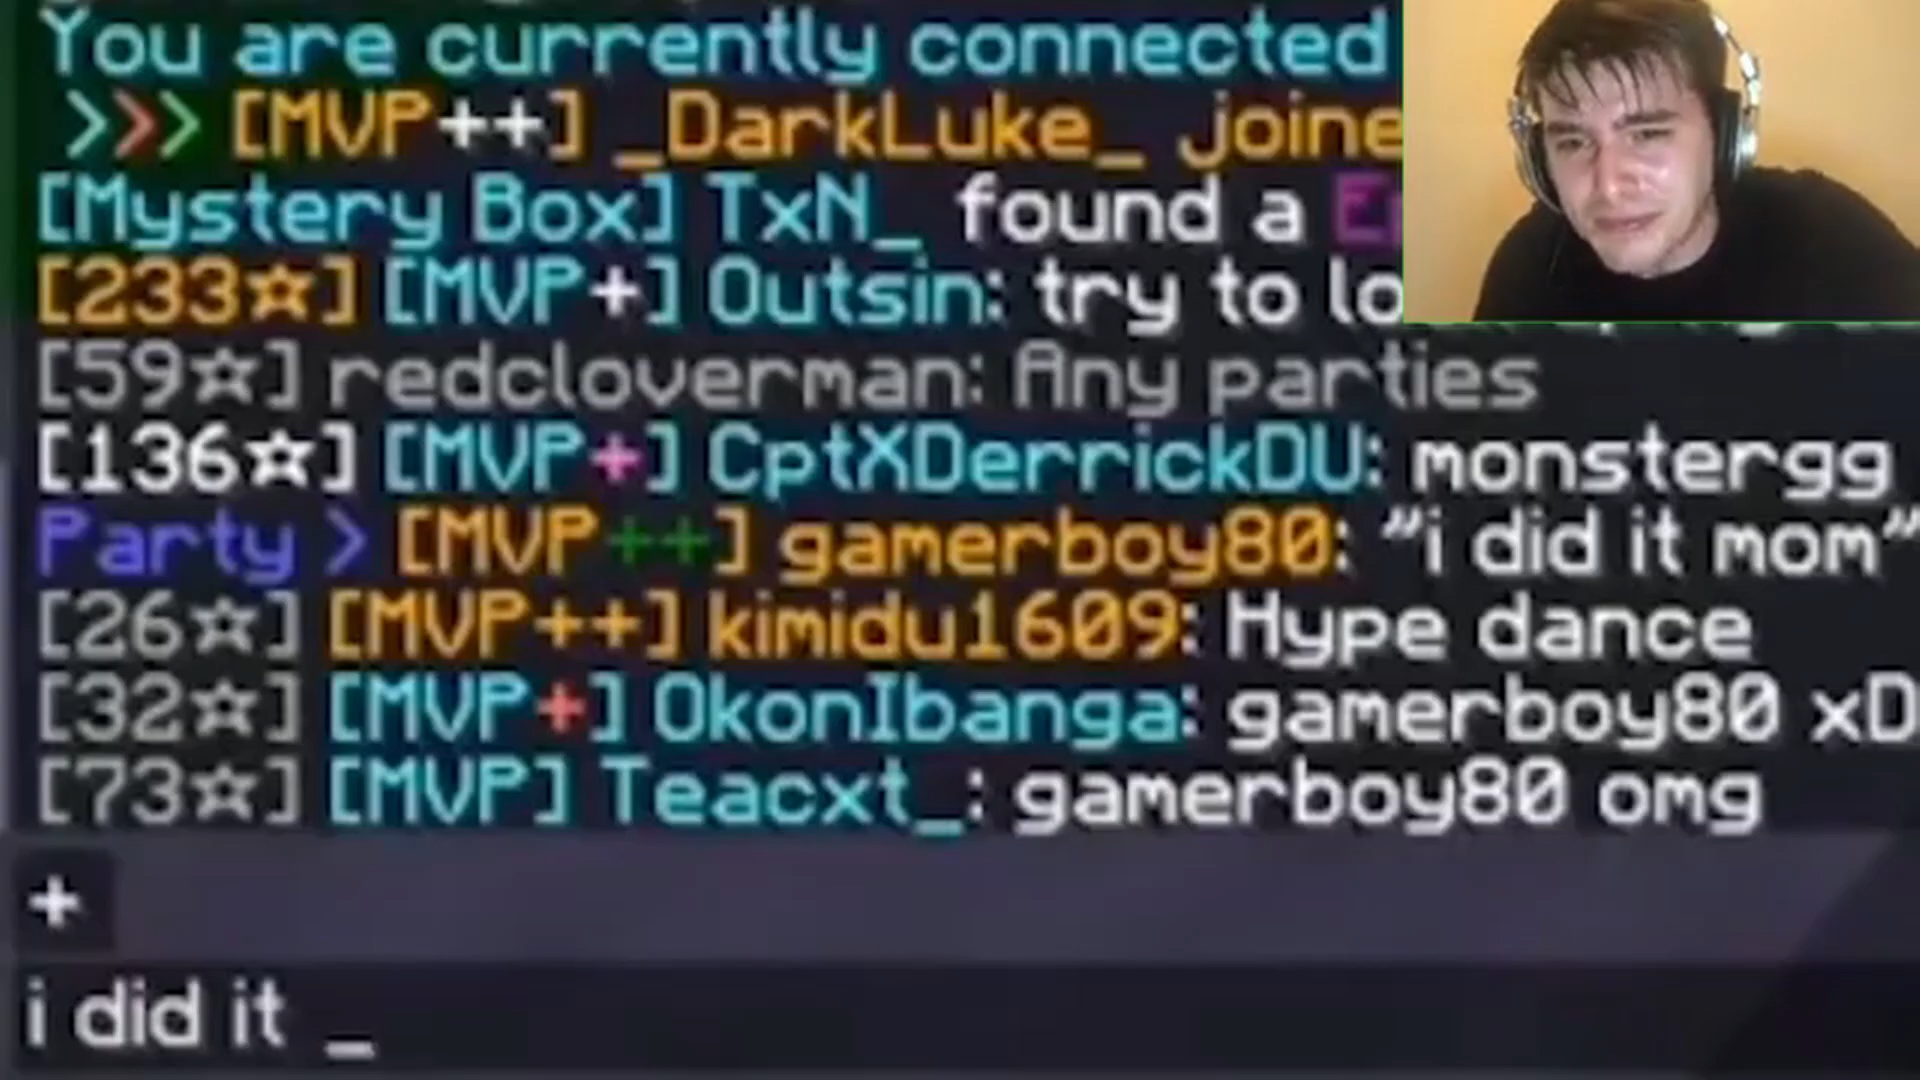 You are currently connected
>>> [MVP++] _DarkLuke_ joine
[Mystery Box] TxN_ found a
[233☆] [MVP+] Outsin: try to lo
[59☆] redcloverman: Any parties
[136☆] [MVP+] CptXDerrickDU: monstergg
Party > [MVP++] gamerboy80: "i did it mom"
[26☆] [MVP++] kimidu1609: Hype dance
[32☆] [MVP+] OkonIbanga: gamerboy80 xD
[73☆] [MVP] Teacxt_: gamerboy80 omg
+
i did it _